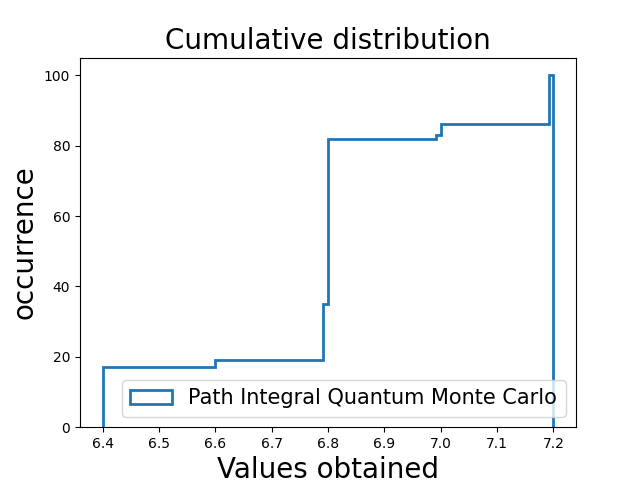 Cumulative distribution
100
80
60
40
20
0
occurrence
Path Integral Quantum Monte Carlo
6.4 6.5 6.6 6.7 6.8 6.9 7.0 7.1 7.2
Values obtained